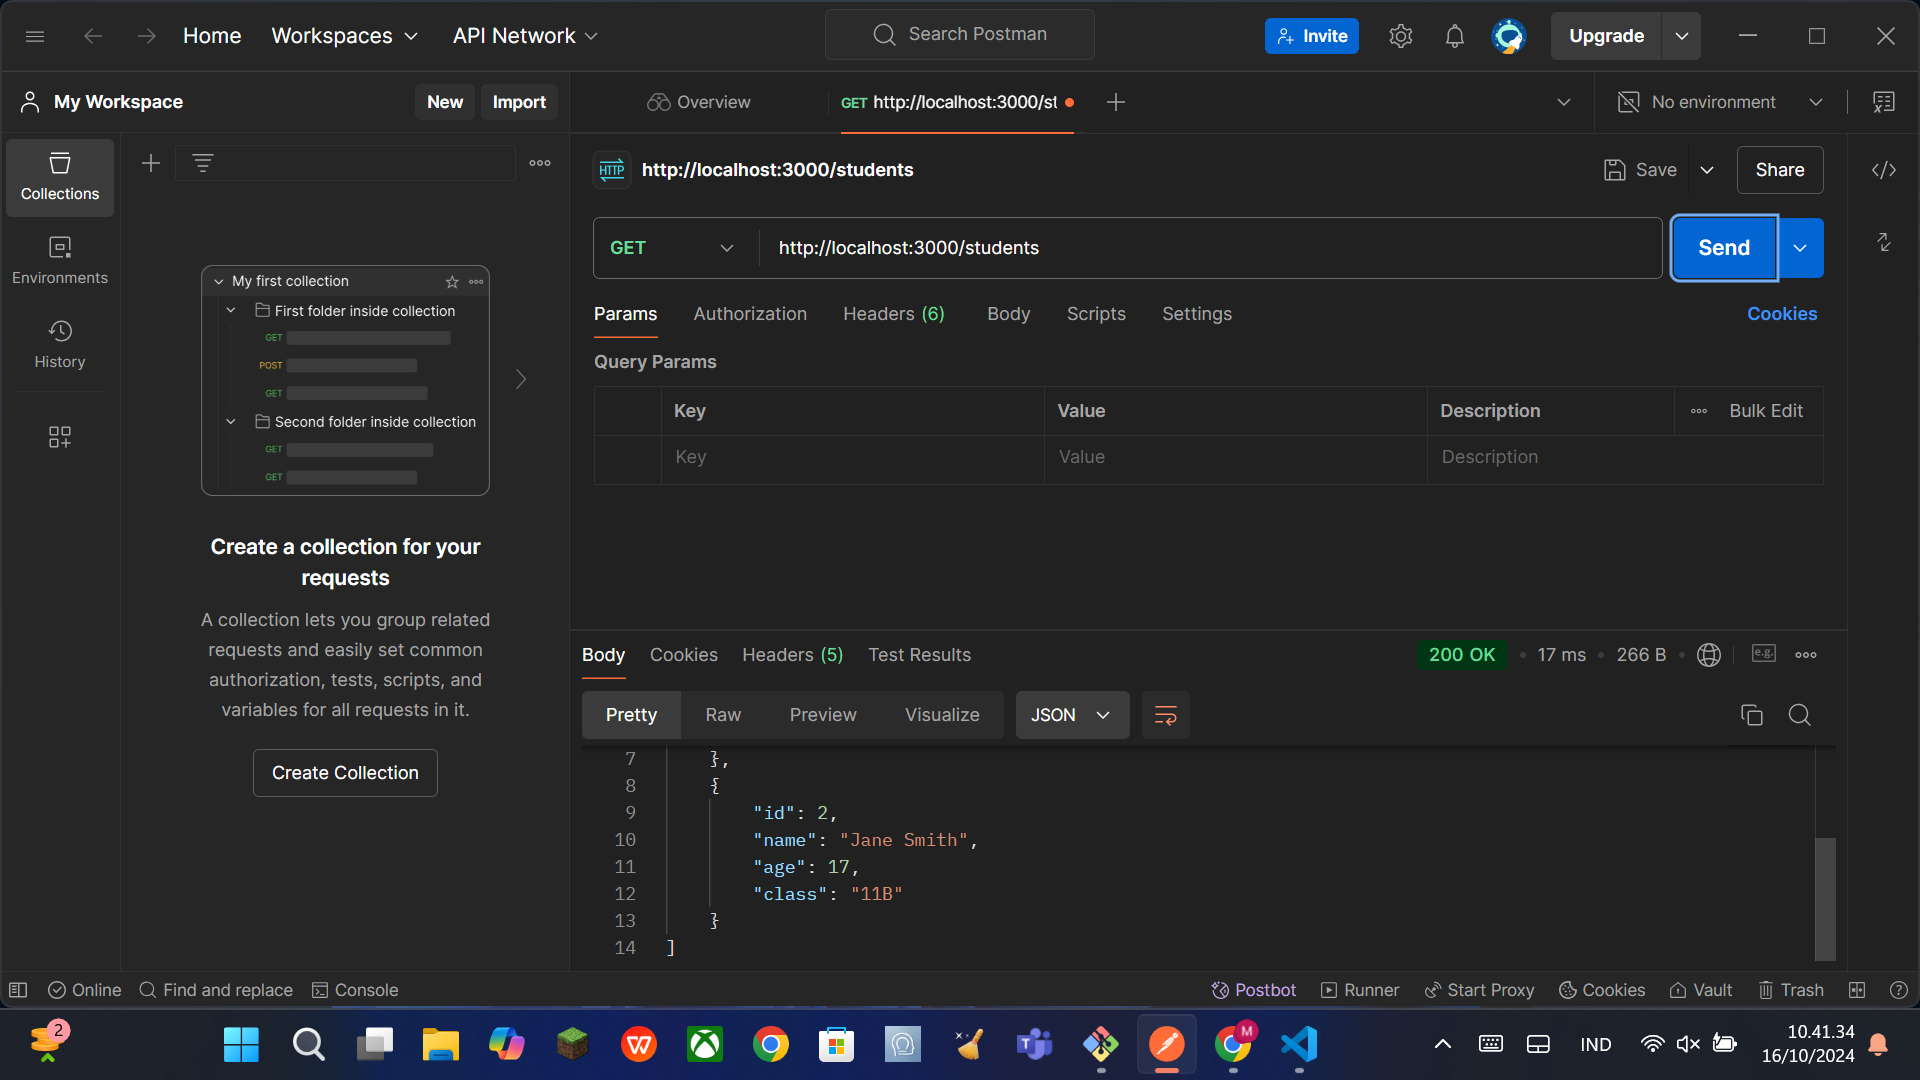 Home
Workspaces
API Network
Search Postman
Invite
Upgrade
My Workspace
New
Import
Overview
GET http://localhost:3000/st
No environment
Collections
Environments
History
My first collection
First folder inside collection
GET
POST
GET
Second folder inside collection
GET
GET
Create a collection for your
requests
A collection lets you group related
requests and easily set common
authorization, tests, scripts, and
variables for all requests in it.
Create Collection
HTTP
http://localhost:3000/students
Save
Share
GET
http://localhost:3000/students
Send
Params
Authorization
Headers (6)
Body
Scripts
Settings
Cookies
Query Params
Key
Value
Description
Bulk Edit
Key
Value
Description
Body
Cookies
Headers (5)
Test Results
200 OK
17 ms
266 B
e.g.
Pretty
Raw
Preview
Visualize
JSON
7 },
8 {
9 "id": 2,
10 "name": "Jane Smith",
11 "age": 17,
12 "class": "11B"
13 }
14 ]
Online
Find and replace
Console
Postbot
Runner
Start Proxy
Cookies
Vault
Trash
2
W
T
M
IND
10.41.34
16/10/2024